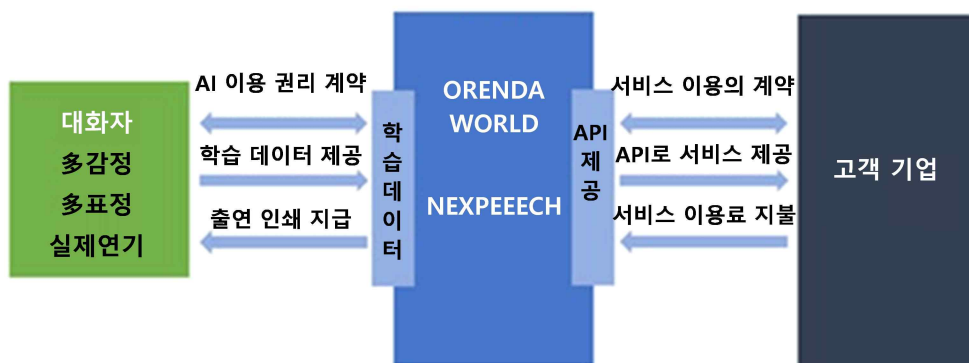 대화자
多감정
多표정
실제연기
AI 이용 권리 계약
학습 데이터 제공
출연 인쇄 지급
학습데이터
ORENDA
WORLD
NEXPEEECH
API
제공
서비스 이용의 계약
API로 서비스 제공
서비스 이용료 지불
고객 기업